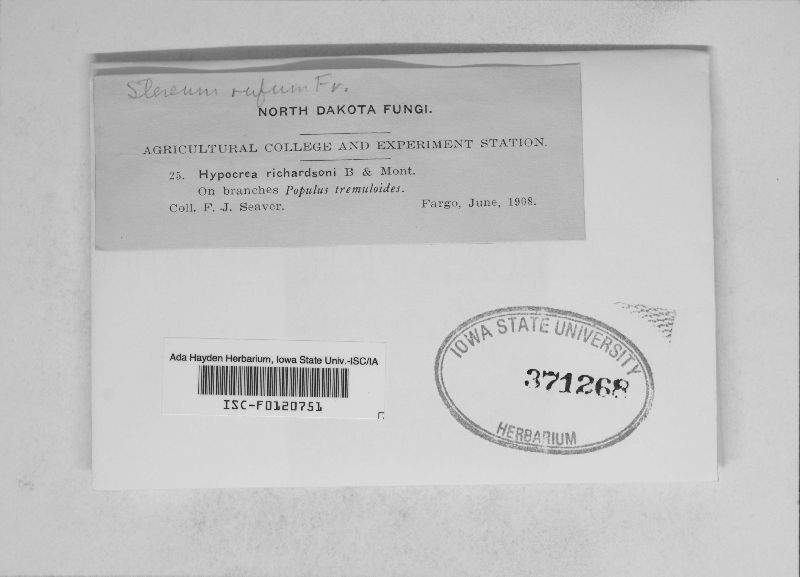 Stereum rufum Fr.
NORTH DAKOTA FUNGI.
AGRICULTURAL COLLEGE AND EXPERIMENT STATION.
25. Hypocrea richardsoni B & Mont.
On branches Populus tremuloides.
Coll. F. J. Seaver. Fargo, June, 1908.
Ada Hayden Herbarium, Iowa State Univ.-ISC/IA
ISC-F0120751
IOWA STATE UNIVERSITY
371268
HERBARIUM